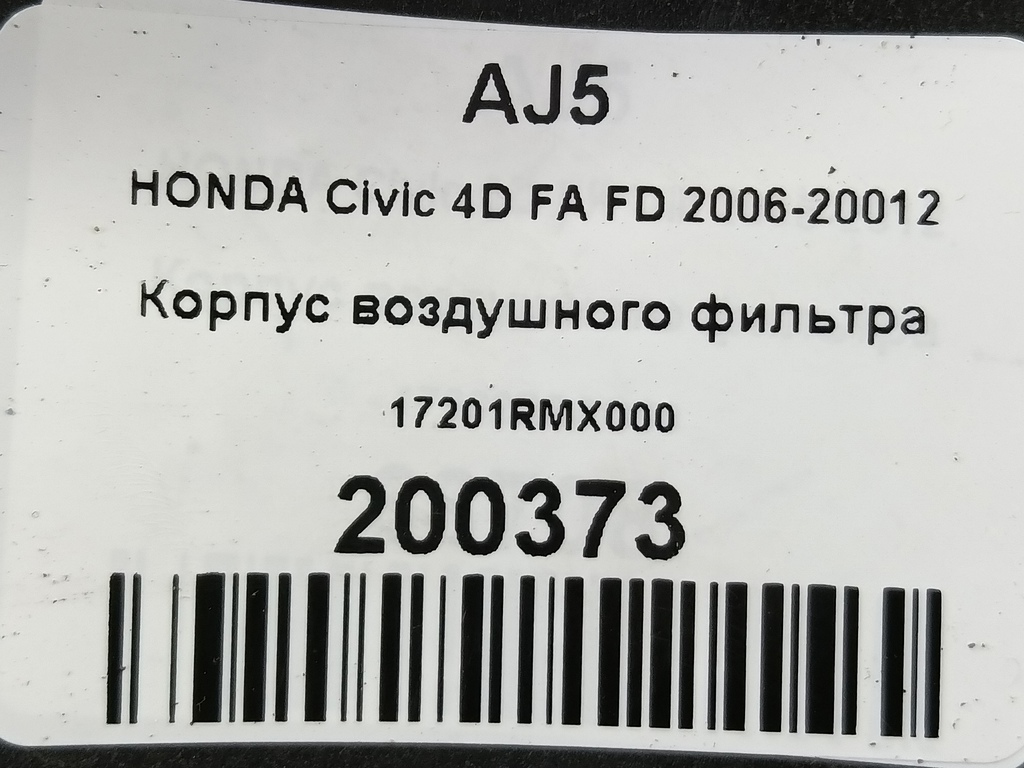 AJ5
HONDA Civic 4D FA FD 2006-20012
Корпус воздушного фильтра
17201RMX000
200373